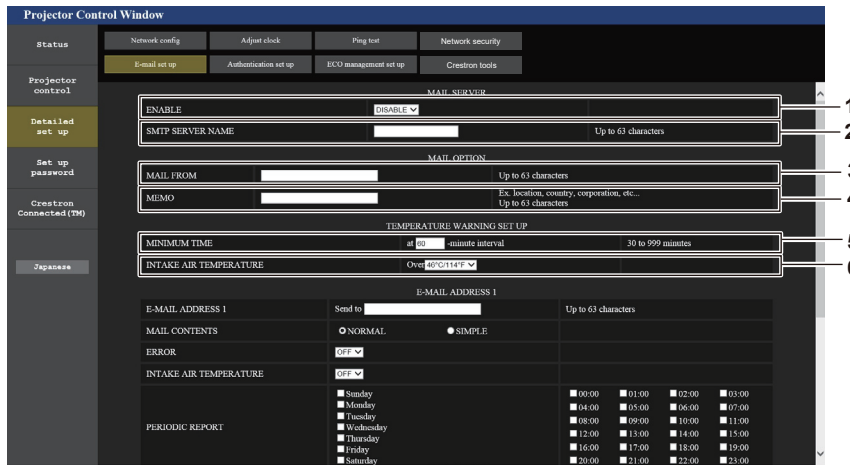 Projector Control Window
Status
Projector
control
Detailed
set up
Set up
password
Crestron
Connected(TM)
Japanese
Network config Adjust clock Ping test Network security
E-mail set up Authentication set up ECO management set up Crestron tools
MAIL SERVER
ENABLE DISABLE 1
SMTP SERVER NAME Up to 63 characters 2
MAIL OPTION
MAIL FROM Up to 63 characters 3
MEMO Ex. location, country, corporation, etc...
Up to 63 characters 4
TEMPERATURE WARNING SET UP
MINIMUM TIME at 60 -minute interval 30 to 999 minutes 5
INTAKE AIR TEMPERATURE Over 46°C/114°F 6
E-MAIL ADDRESS 1
E-MAIL ADDRESS 1 Send to Up to 63 characters
MAIL CONTENTS NORMAL SIMPLE
ERROR OFF
INTAKE AIR TEMPERATURE OFF
PERIODIC REPORT
Sunday
Monday
Tuesday
Wednesday
Thursday
Friday
Saturday
00:00 01:00 02:00 03:00
04:00 05:00 06:00 07:00
08:00 09:00 10:00 11:00
12:00 13:00 14:00 15:00
16:00 17:00 18:00 19:00
20:00 21:00 22:00 23:00